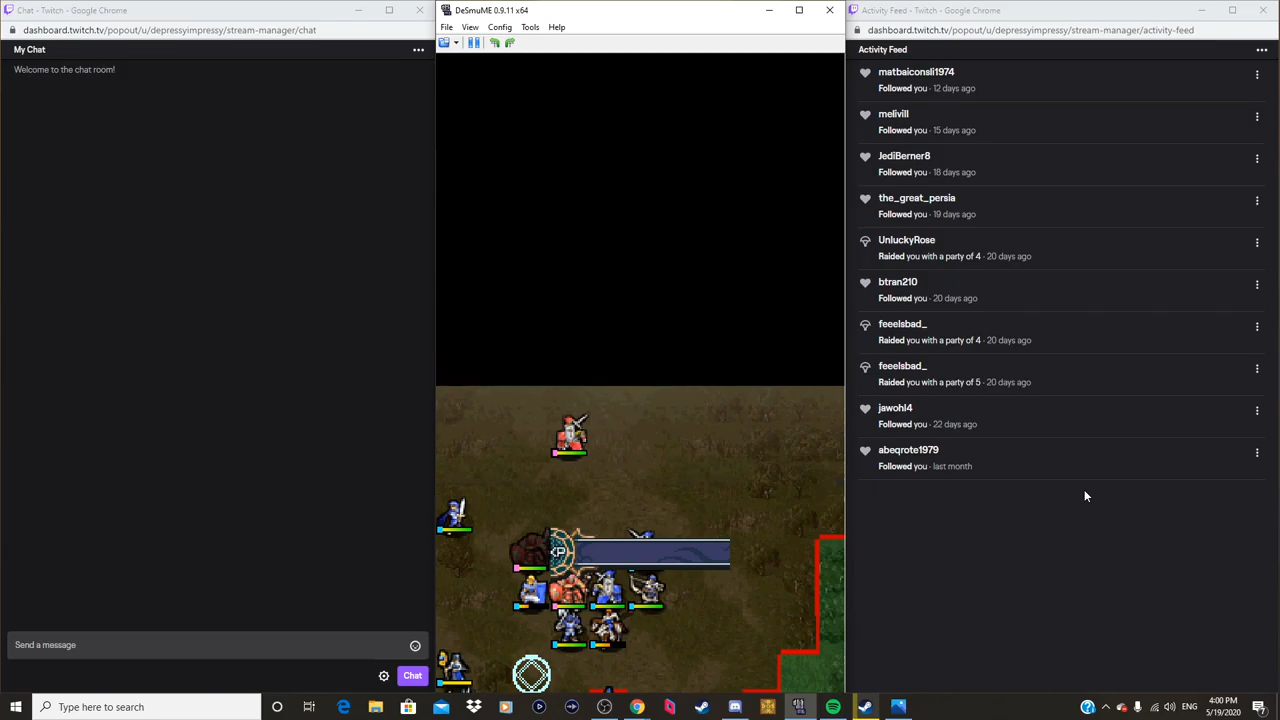 Chat - Twitch - Google Chrome
dashboard.twitch.tv/popout/u/depressyimpressy/stream-manager/chat
My Chat
Welcome to the chat room!
Send a message
Chat
DeSmuME 0.9.11 x64
File View Config Tools Help
XP
Activity Feed - Twitch - Google Chrome
dashboard.twitch.tv/popout/u/depressyimpressy/stream-manager/activity-feed
Activity Feed
matbaiconsli1974
Followed you · 12 days ago
melivill
Followed you · 15 days ago
JediBerner8
Followed you · 18 days ago
the_great_persia
Followed you · 19 days ago
UnluckyRose
Raided you with a party of 4 · 20 days ago
btran210
Followed you · 20 days ago
feeelsbad_
Raided you with a party of 4 · 20 days ago
feeelsbad_
Raided you with a party of 5 · 20 days ago
jawohl4
Followed you · 22 days ago
abeqrote1979
Followed you · last month
Type here to search
4:00 PM
5/19/2020